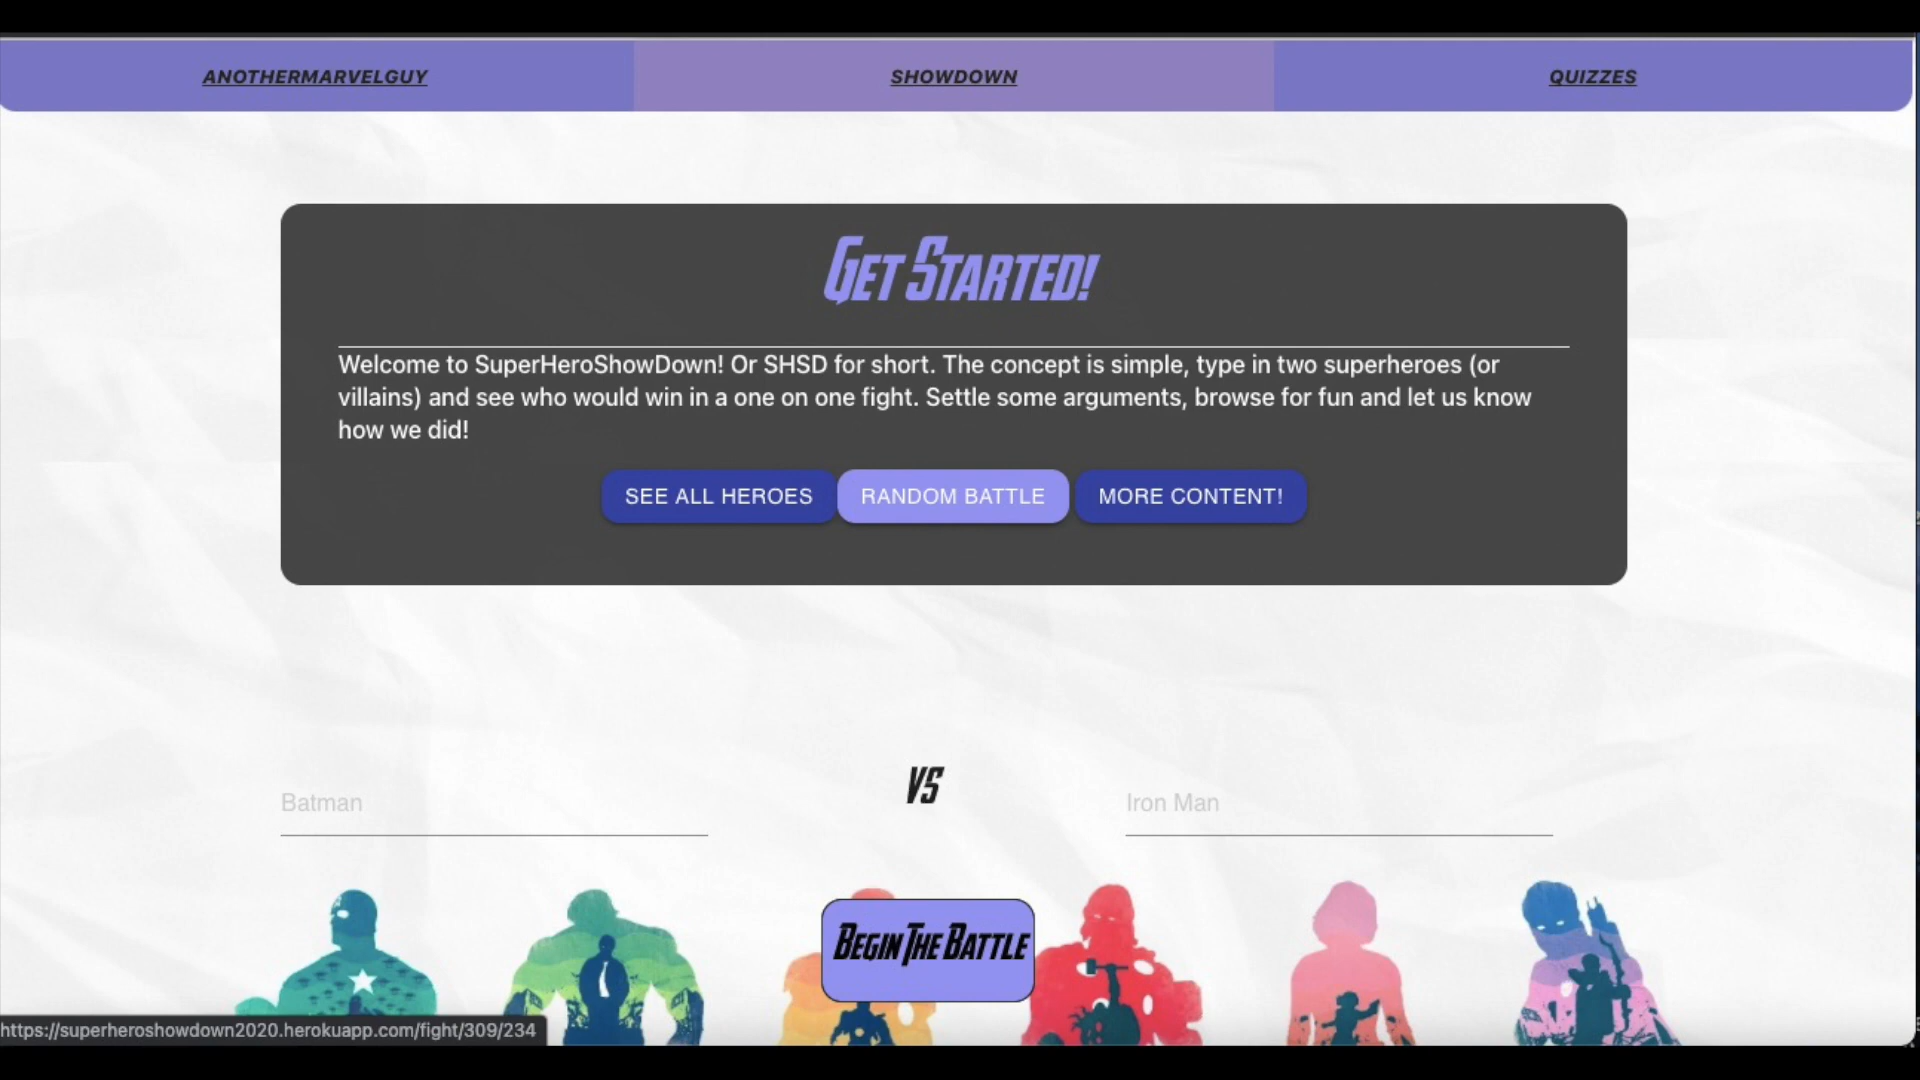 ANOTHERMARVELGUY SHOWDOWN QUIZZES
GET STARTED!
Welcome to SuperHeroShowDown! Or SHSD for short. The concept is simple, type in two superheroes (or
villains) and see who would win in a one on one fight. Settle some arguments, browse for fun and let us know
how we did!
SEE ALL HEROES RANDOM BATTLE MORE CONTENT!
VS
Batman Iron Man
BEGIN THE BATTLE
https://superheroshowdown2020.herokuapp.com/fight/309/234